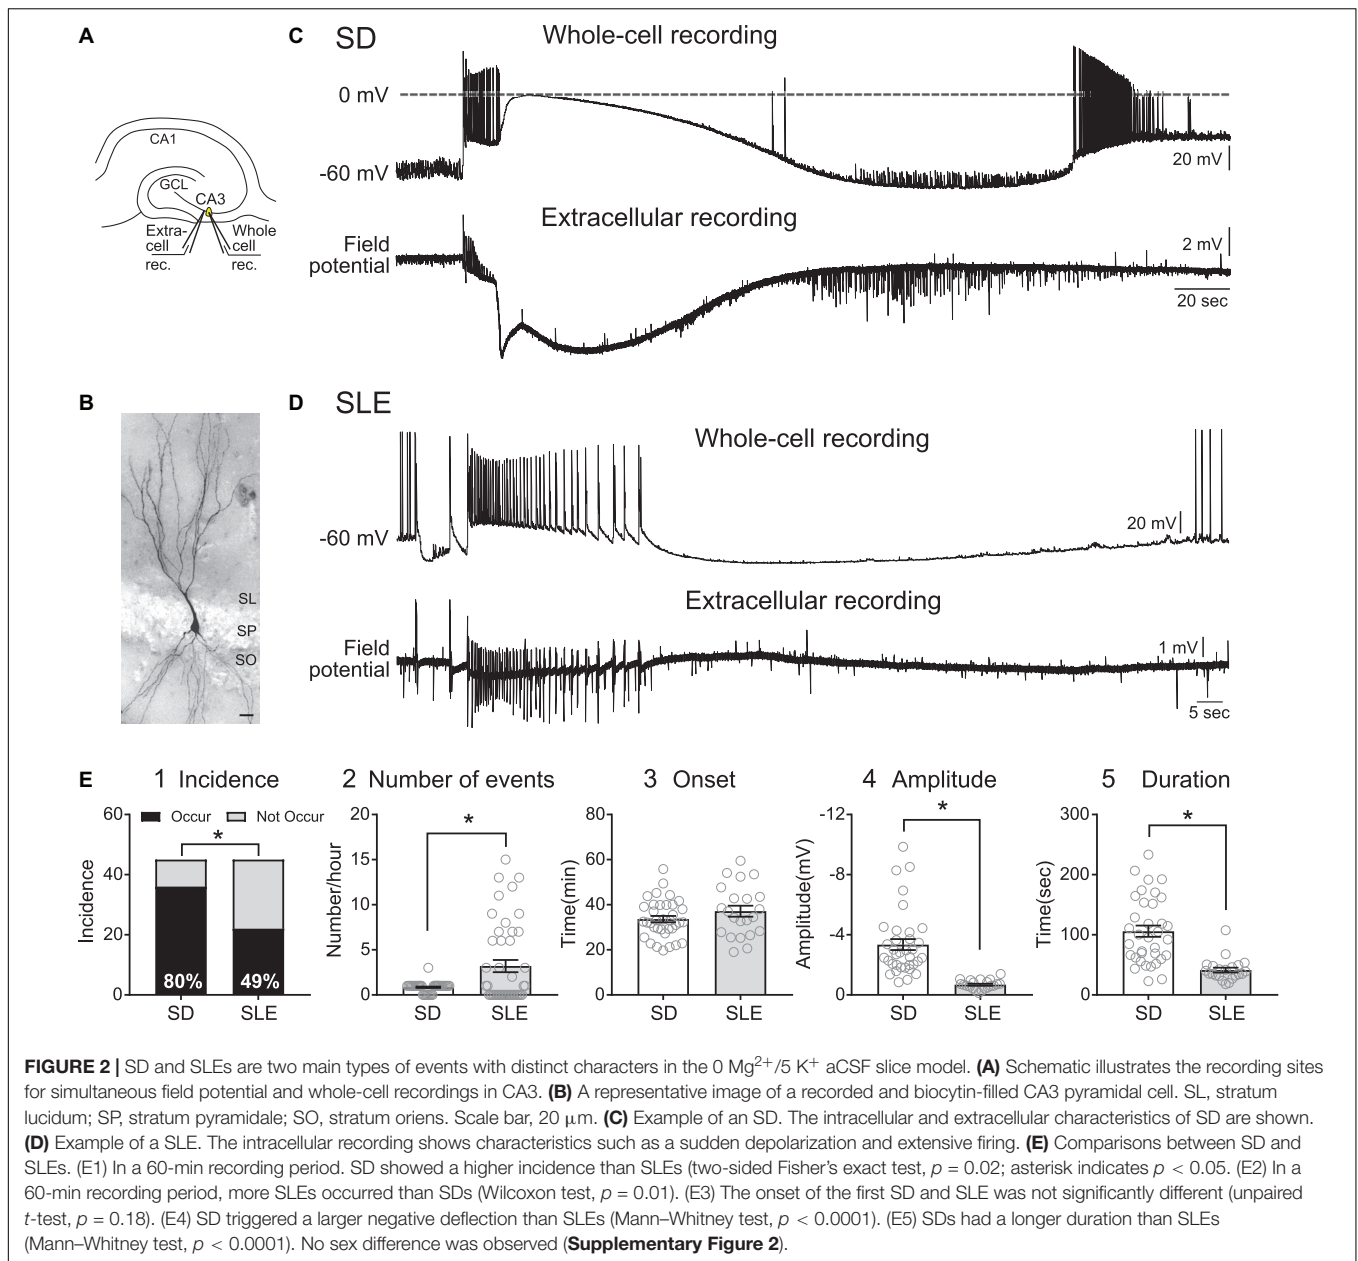 A
CA1
GCL
CA3
Extra-
cell
rec.
Whole
cell
rec.
C SD
Whole-cell recording
0 mV
-60 mV
20 mV
Extracellular recording
Field
potential
2 mV
20 sec
B
SL
SP
SO
D SLE
Whole-cell recording
-60 mV
20 mV
Extracellular recording
Field
potential
1 mV
5 sec
E
1 Incidence
Occur Not Occur
*
Incidence
60
40
20
0
80% 49%
SD SLE
2 Number of events
*
Number/hour
20
15
10
5
0
SD SLE
3 Onset
Time(min)
80
60
40
20
0
SD SLE
4 Amplitude
*
Amplitude(mV)
-12
-8
-4
0
SD SLE
5 Duration
*
Time(sec)
300
200
100
0
SD SLE
FIGURE 2 | SD and SLEs are two main types of events with distinct characters in the 0 Mg²⁺/5 K⁺ aCSF slice model. (A) Schematic illustrates the recording sites
for simultaneous field potential and whole-cell recordings in CA3. (B) A representative image of a recorded and biocytin-filled CA3 pyramidal cell. SL, stratum
lucidum; SP, stratum pyramidale; SO, stratum oriens. Scale bar, 20 μm. (C) Example of an SD. The intracellular and extracellular characteristics of SD are shown.
(D) Example of a SLE. The intracellular recording shows characteristics such as a sudden depolarization and extensive firing. (E) Comparisons between SD and
SLEs. (E1) In a 60-min recording period. SD showed a higher incidence than SLEs (two-sided Fisher's exact test, p = 0.02; asterisk indicates p < 0.05. (E2) In a
60-min recording period, more SLEs occurred than SDs (Wilcoxon test, p = 0.01). (E3) The onset of the first SD and SLE was not significantly different (unpaired
t-test, p = 0.18). (E4) SD triggered a larger negative deflection than SLEs (Mann–Whitney test, p < 0.0001). (E5) SDs had a longer duration than SLEs
(Mann–Whitney test, p < 0.0001). No sex difference was observed (Supplementary Figure 2).